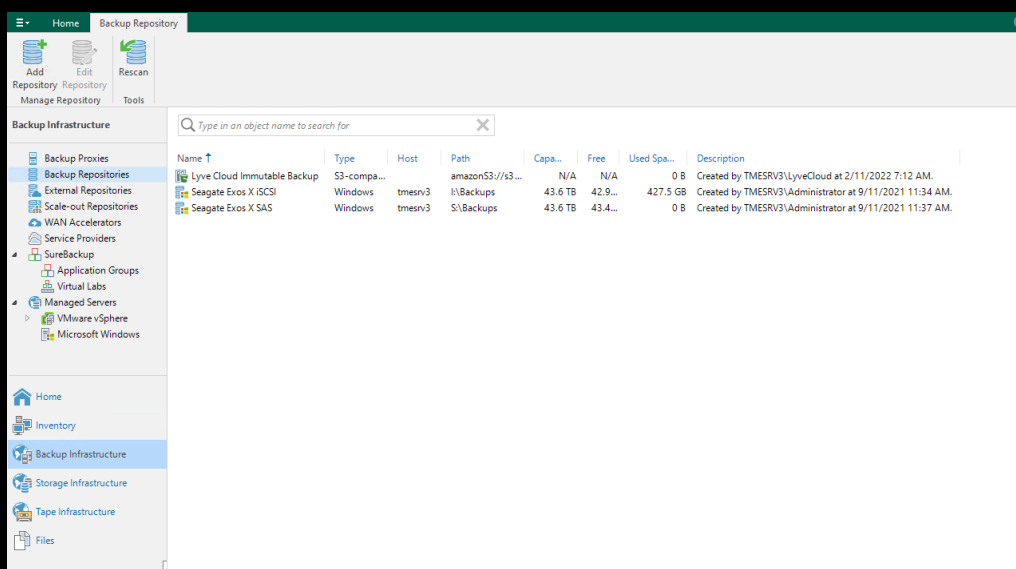 Home Backup Repository
Add Repository
Edit Repository
Rescan
Manage Repository Tools
Backup Infrastructure
Type in an object name to search for
Backup Proxies
Backup Repositories
External Repositories
Scale-out Repositories
WAN Accelerators
Service Providers
SureBackup
Application Groups
Virtual Labs
Managed Servers
VMware vSphere
Microsoft Windows
Name Type Host Path Capa... Free Used Spa... Description
Lyve Cloud Immutable Backup S3-compa... amazonS3://s3... N/A N/A 0 B Created by TMESRV3\LyveCloud at 2/11/2022 7:12 AM.
Seagate Exos X iSCSI Windows tmesrv3 I:\Backups 43.6 TB 42.9... 427.5 GB Created by TMESRV3\Administrator at 9/11/2021 11:34 AM.
Seagate Exos X SAS Windows tmesrv3 S:\Backups 43.6 TB 43.4... 0 B Created by TMESRV3\Administrator at 9/11/2021 11:37 AM.
Home
Inventory
Backup Infrastructure
Storage Infrastructure
Tape Infrastructure
Files